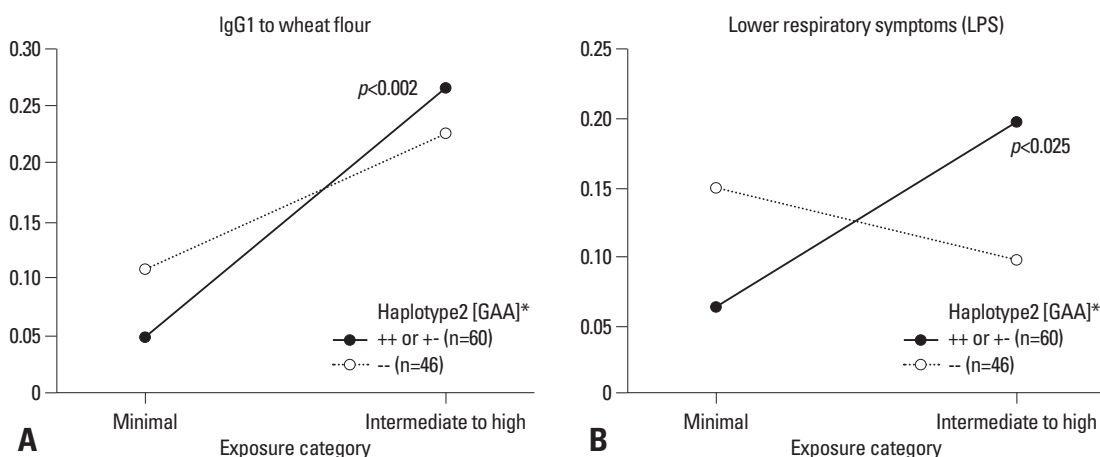 IgG1 to wheat flour
0.30
0.25
0.20
0.15
0.10
0.05
0
p<0.002
Haplotype2 [GAA]*
++ or +- (n=60)
-- (n=46)
Minimal
Intermediate to high
Exposure category
A
Lower respiratory symptoms (LPS)
0.25
0.20
0.15
0.10
0.05
0
p<0.025
Haplotype2 [GAA]*
++ or +- (n=60)
-- (n=46)
Minimal
Intermediate to high
Exposure category
B